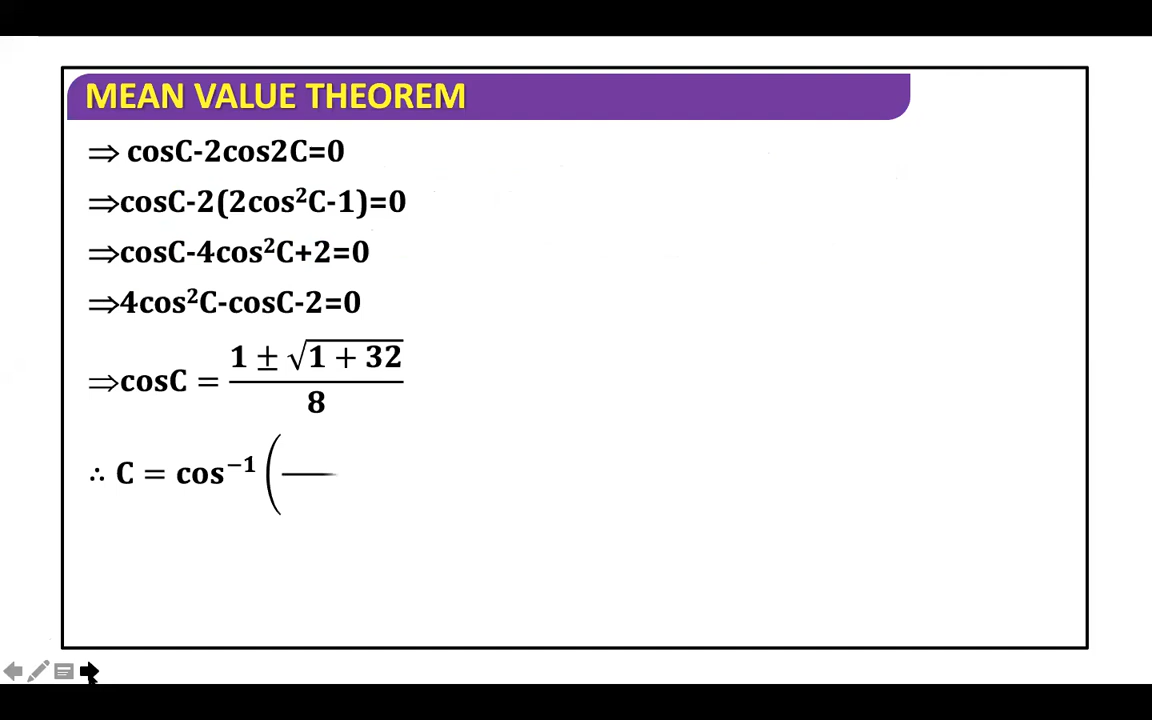 MEAN VALUE THEOREM
⇒ cosC-2cos2C=0
⇒cosC-2(2cos²C-1)=0
⇒cosC-4cos²C+2=0
⇒4cos²C-cosC-2=0
⇒cosC = (1 ± √(1 + 32))/8
∴ C = cos⁻¹ (